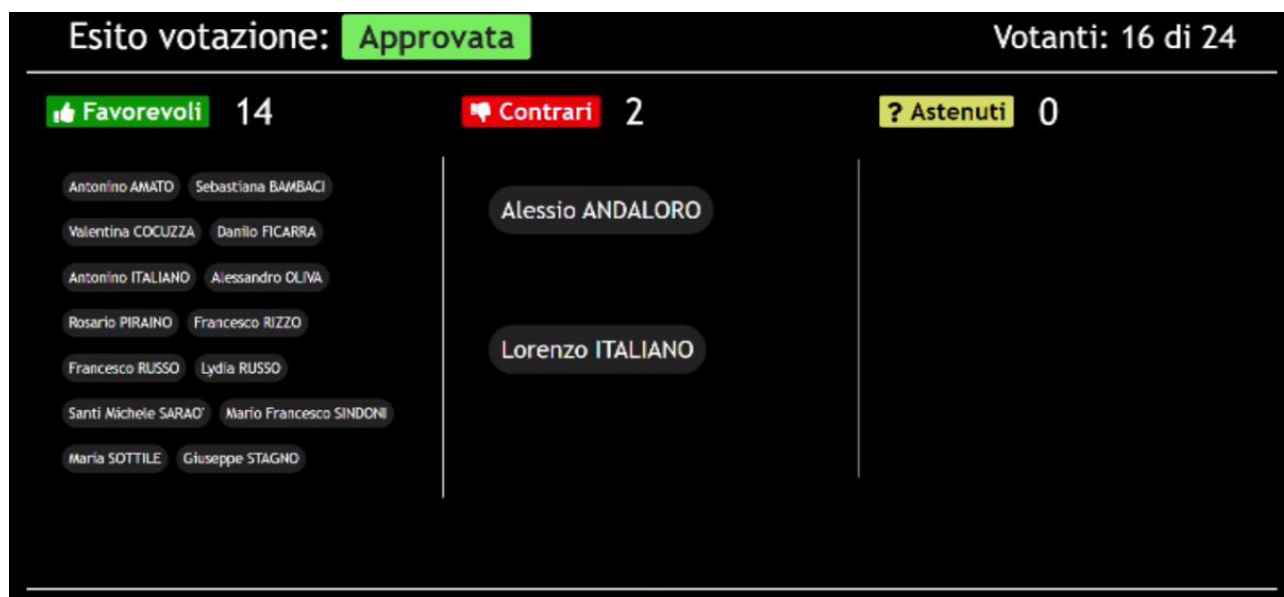 Esito votazione: Approvata Votanti: 16 di 24
Favorevoli 14 Contrari 2 ? Astenuti 0
Antonino AMATO Sebastiana BAMBACI
Valentina COCUZZA Danilo FICARRA
Antonino ITALIANO Alessandro OLIVA
Rosario PIRAINO Francesco RIZZO
Francesco RUSSO Lydia RUSSO
Santi Michele SARAO' Mario Francesco SINDONI
Maria SOTTILE Giuseppe STAGNO
Alessio ANDALORO
Lorenzo ITALIANO